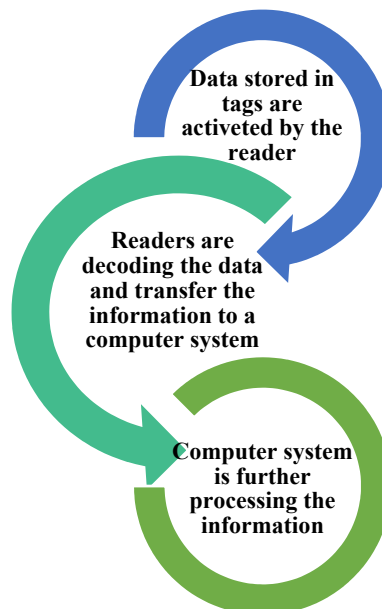 Data stored in
tags are
activeted by the
reader
Readers are
decoding the data
and transfer the
information to a
computer system
Computer system
is further
processing the
information